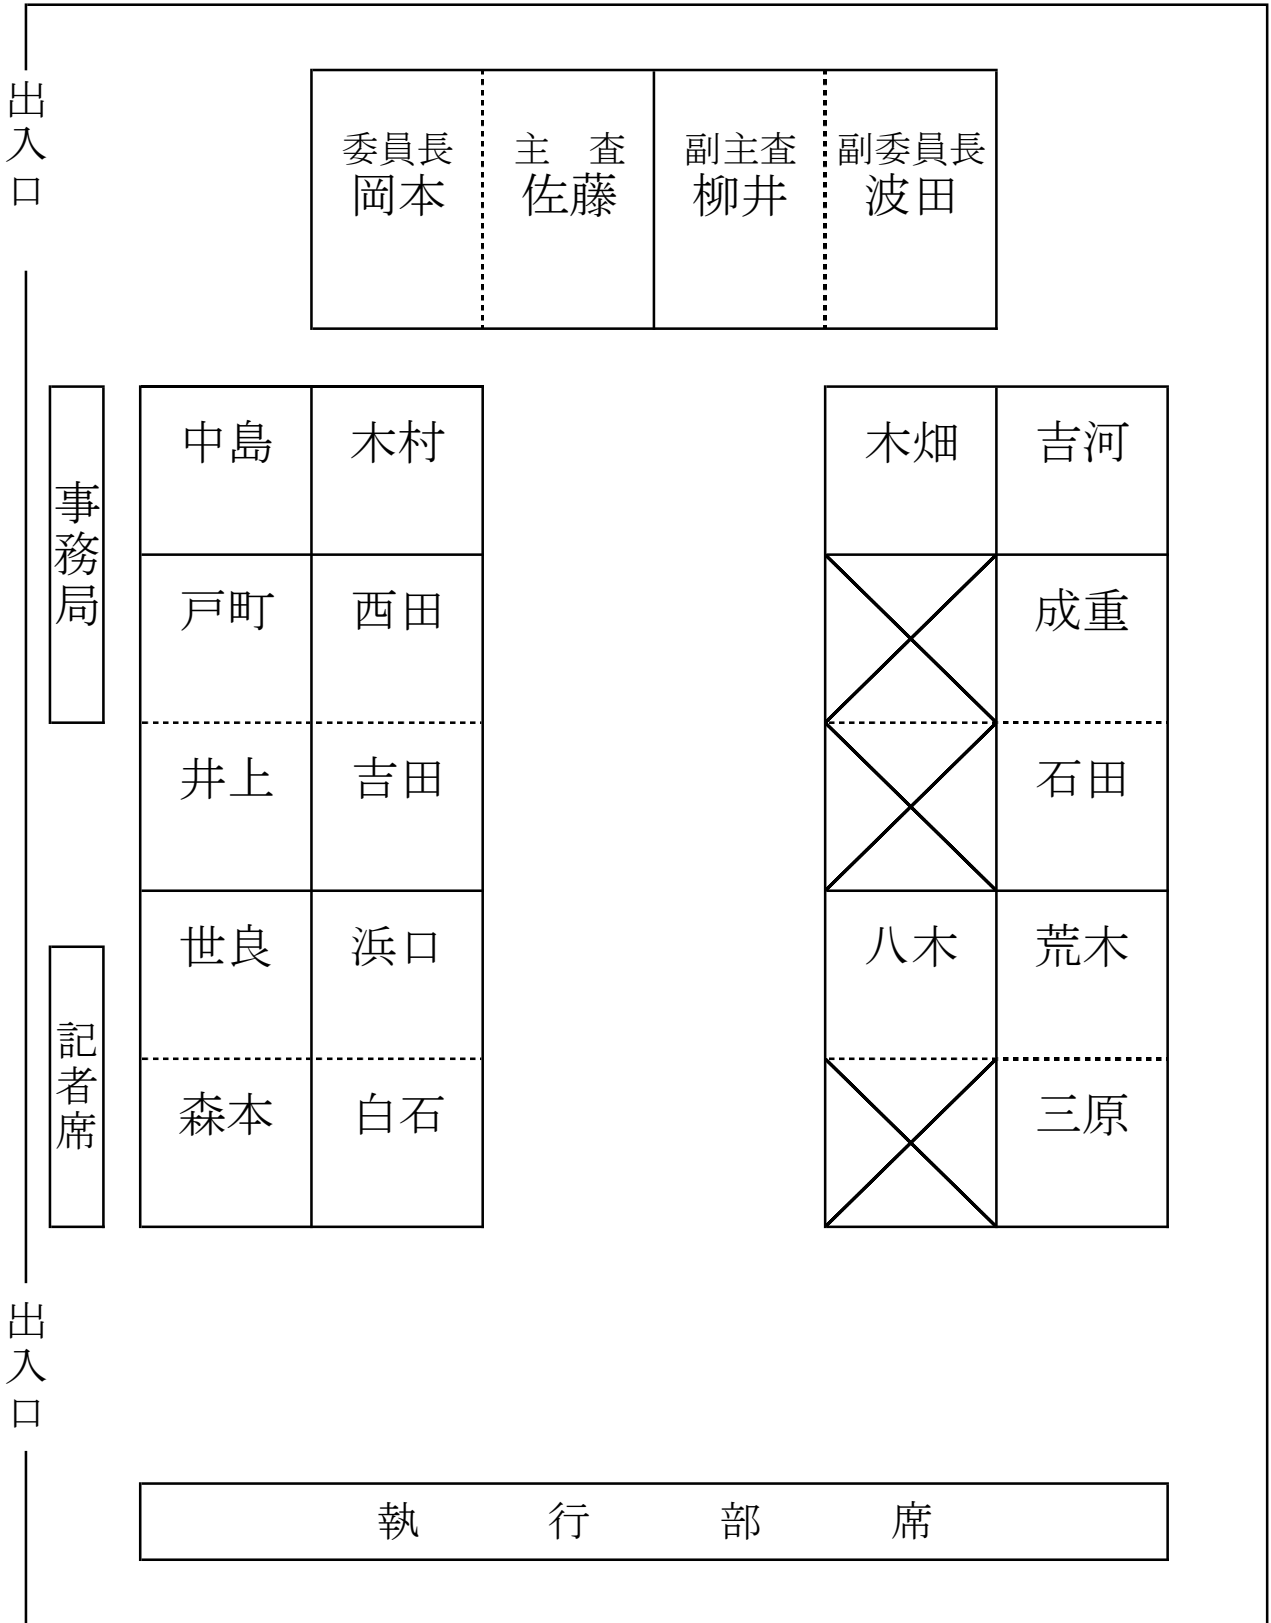 出入口
委員長 主　査 副主査 副委員長
岡本 佐藤 柳井 波田
事務局
中島 木村 木畑 吉河
戸町 西田 成重
井上 吉田 石田
世良 浜口 八木 荒木
記者席
森本 白石 三原
出入口
執行部席